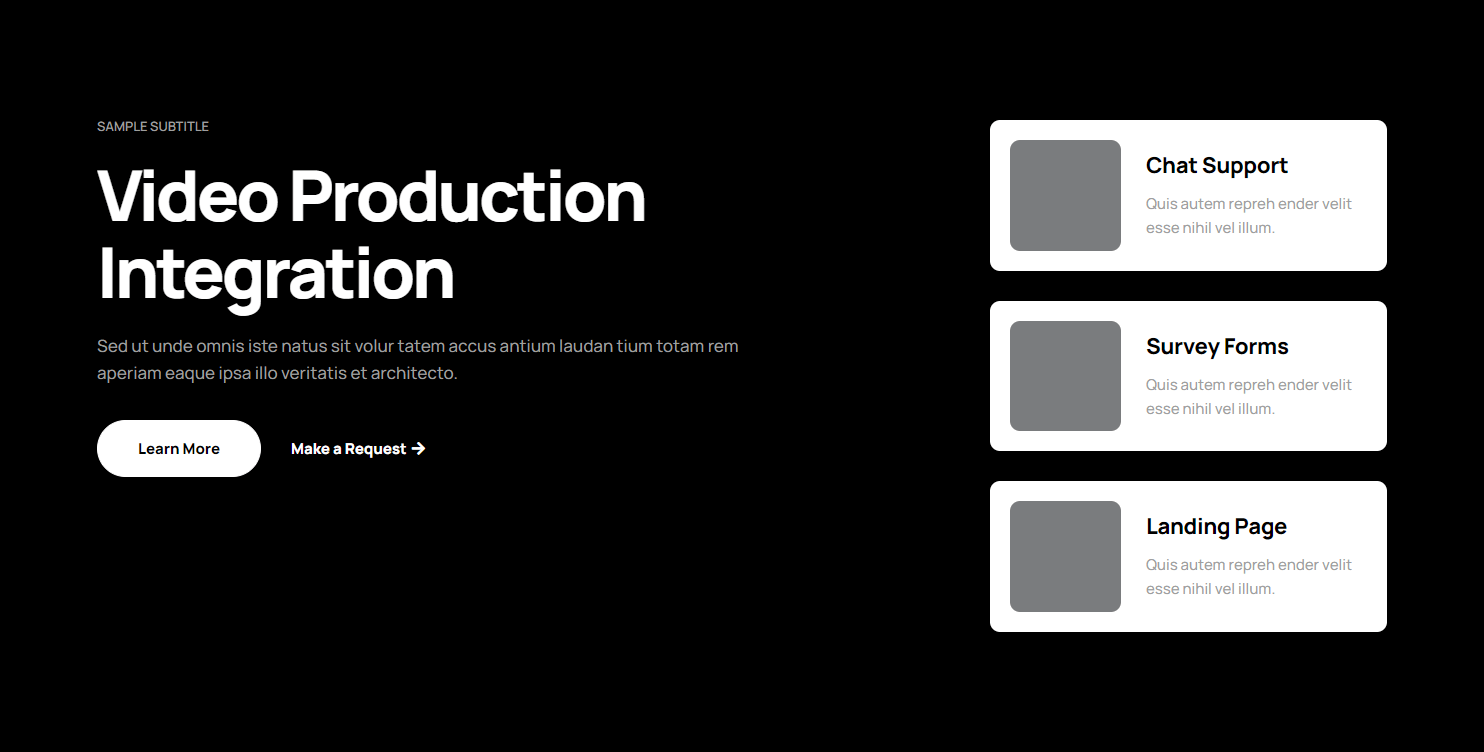 SAMPLE SUBTITLE
Video Production
Integration
Sed ut unde omnis iste natus sit volur tatem accus antium laudan tium totam rem
aperiam eaque ipsa illo veritatis et architecto.
Learn More
Make a Request →
Chat Support
Quis autem repreh ender velit
esse nihil vel illum.
Survey Forms
Quis autem repreh ender velit
esse nihil vel illum.
Landing Page
Quis autem repreh ender velit
esse nihil vel illum.